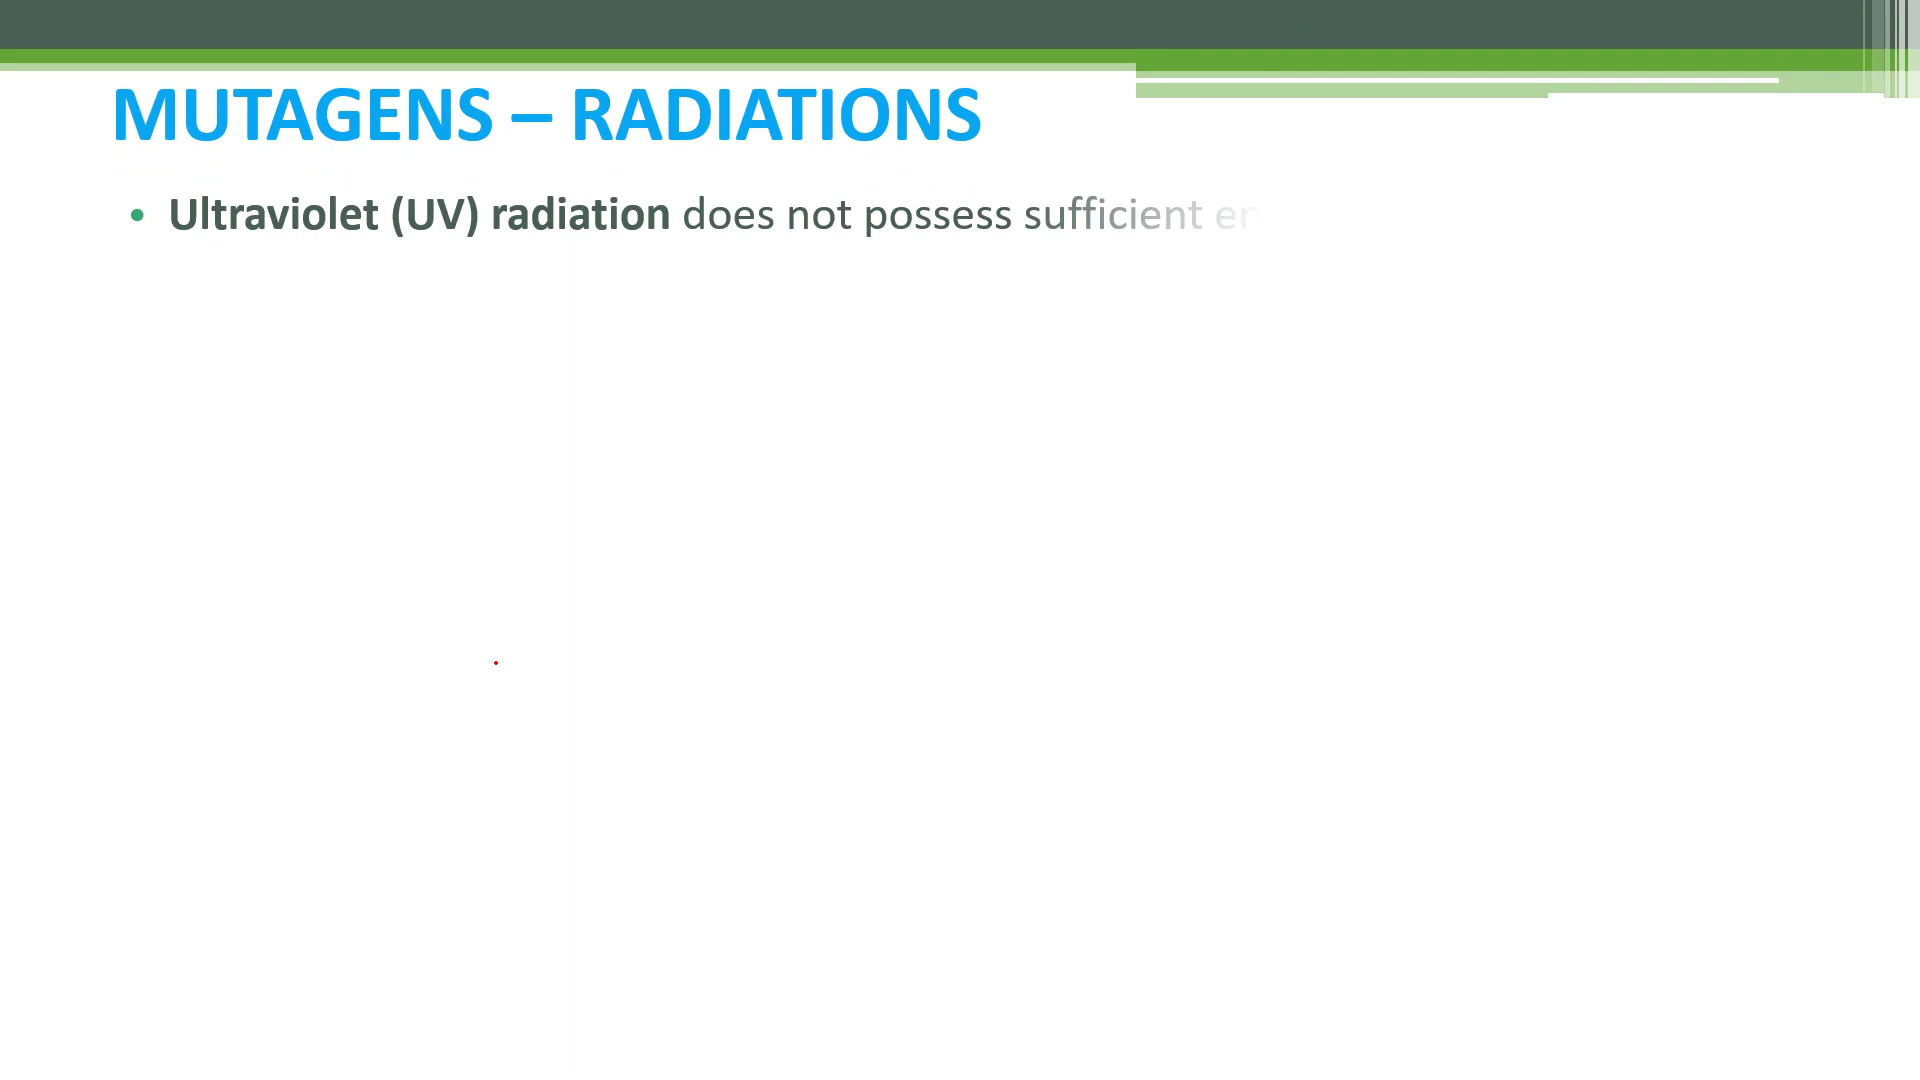 MUTAGENS – RADIATIONS
• Ultraviolet (UV) radiation does not possess sufficient